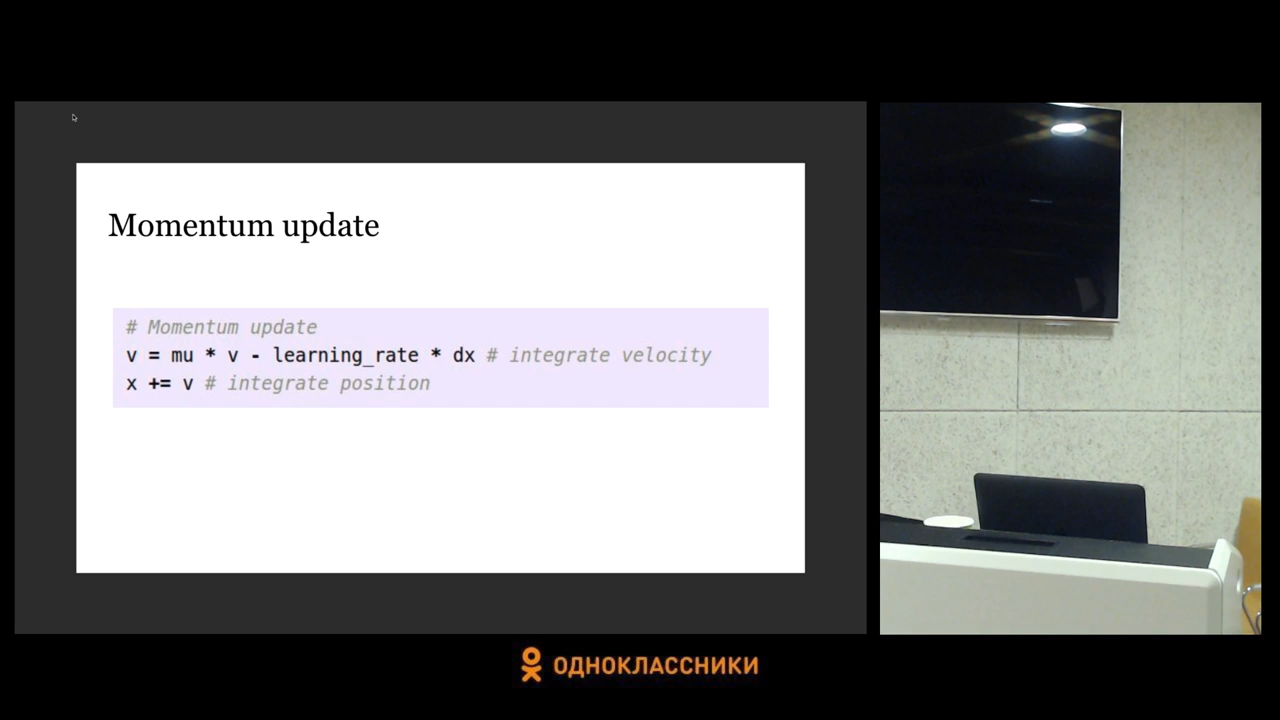 Momentum update
# Momentum update
v = mu * v - learning_rate * dx # integrate velocity
x += v # integrate position
ОДНОКЛАССНИКИ